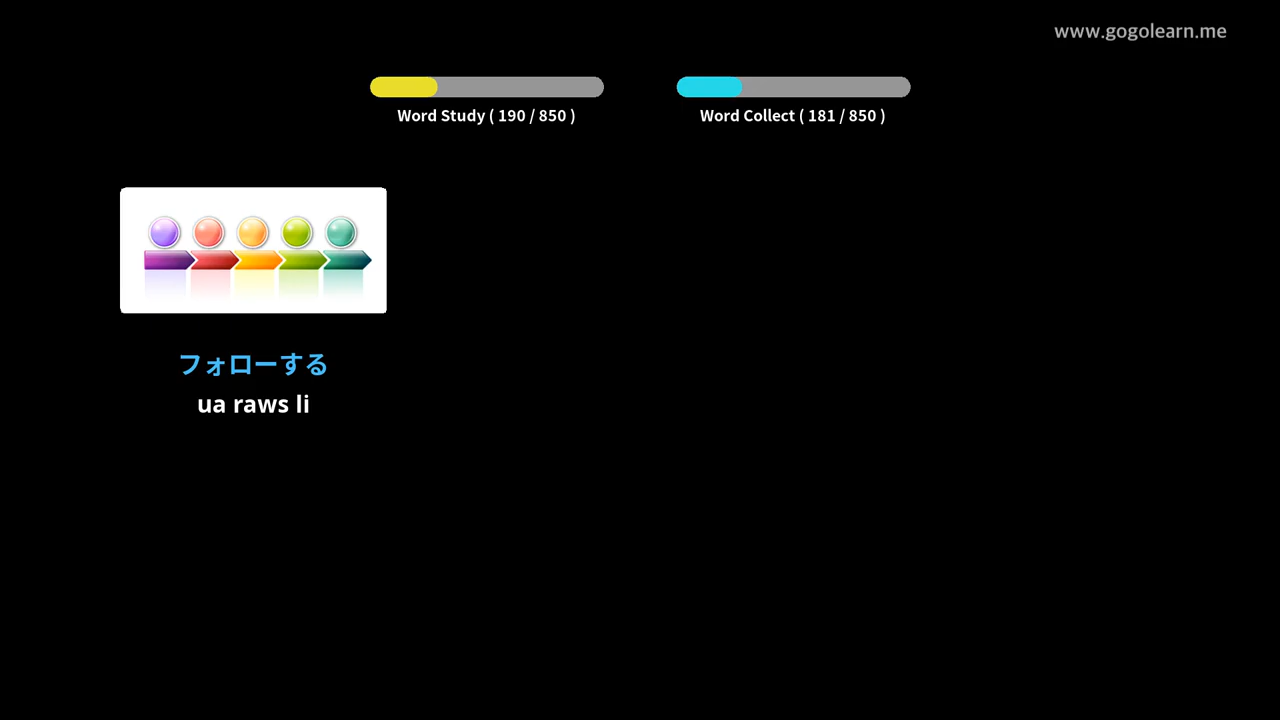 www.gogolearn.me
Word Study ( 190 / 850 )
Word Collect ( 181 / 850 )
フォローする
ua raws li